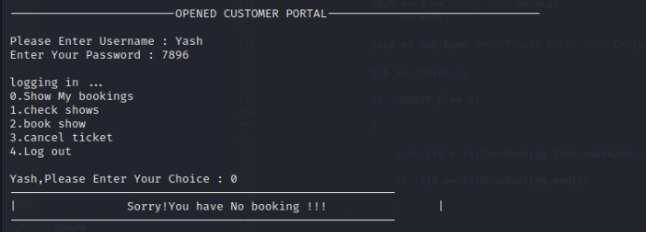 OPENED CUSTOMER PORTAL
Please Enter Username : Yash
Enter Your Password : 7896
logging in ...
0.Show My bookings
1.check shows
2.book show
3.cancel ticket
4.Log out
Yash,Please Enter Your Choice : 0
| Sorry!You have No booking !!! |